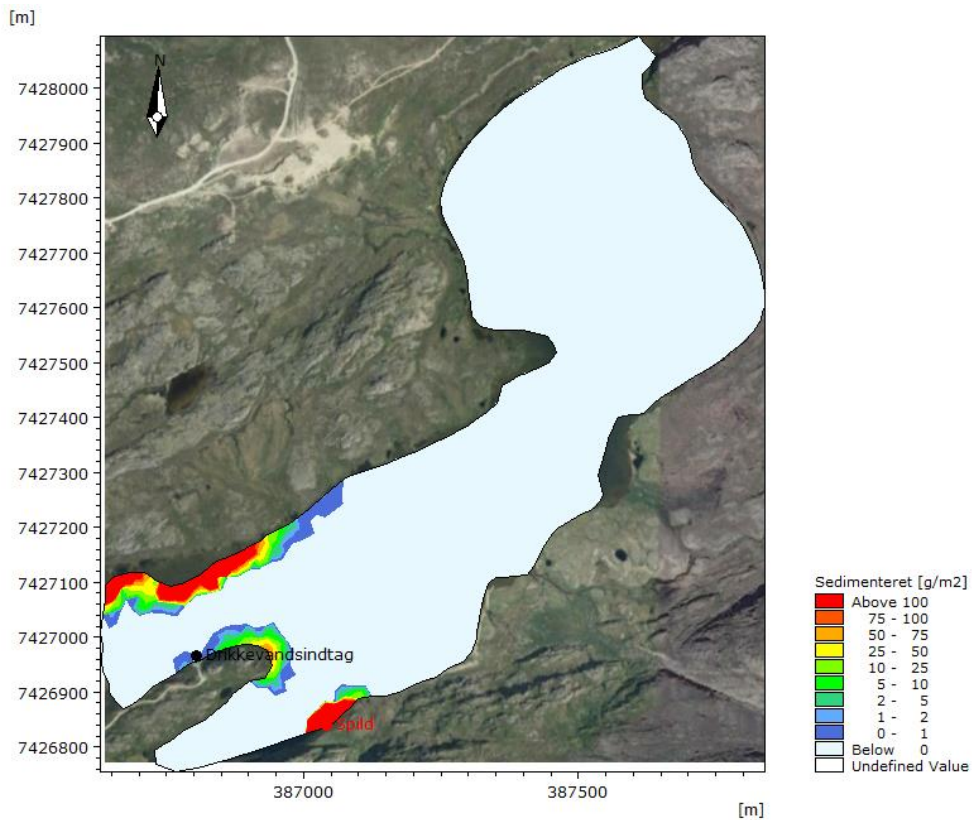 [m]
N
7428000
7427900
7427800
7427700
7427600
7427500
7427400
7427300
7427200
7427100
7427000
7426900
7426800
Drikkevandsindtag
spild
387000
387500
[m]
Sedimenteret [g/m2]
Above 100
75 - 100
50 - 75
25 - 50
10 - 25
5 - 10
2 - 5
1 - 2
0 - 1
Below 0
Undefined Value